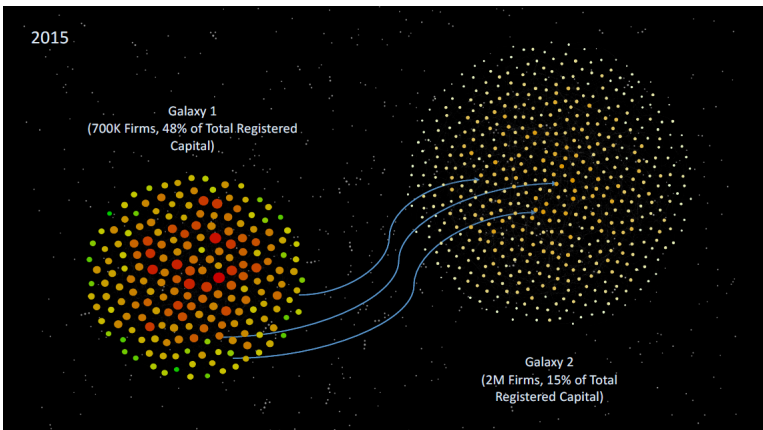 2015
Galaxy 1
(700K Firms, 48% of Total Registered
Capital)
Galaxy 2
(2M Firms, 15% of Total
Registered Capital)